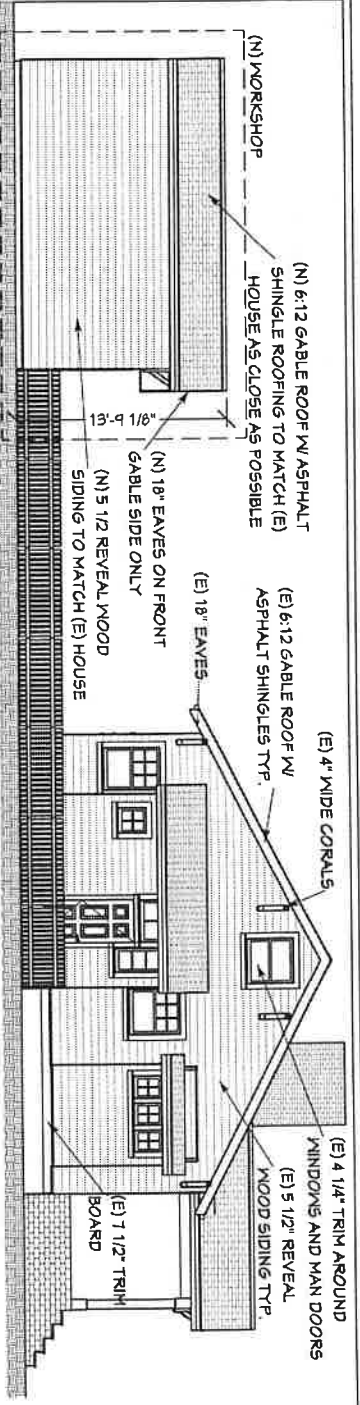 (N) WORKSHOP
(N) 6:12 GABLE ROOF W/ ASPHALT
SHINGLE ROOFING TO MATCH (E)
HOUSE AS CLOSE AS POSSIBLE
13'-9 1/8"
(N) 18" EAVES ON FRONT
GABLE SIDE ONLY
(N) 5 1/2 REVEAL WOOD
SIDING TO MATCH (E) HOUSE
(E) 18" EAVES
(E) 6:12 GABLE ROOF W/
ASPHALT SHINGLES TYP.
(E) 4" WIDE CORALS
(E) 4 1/4" TRIM AROUND
WINDOWS AND MAN DOORS
(E) 5 1/2" REVEAL
WOOD SIDING TYP.
(E) 7 1/2" TRIM
BOARD